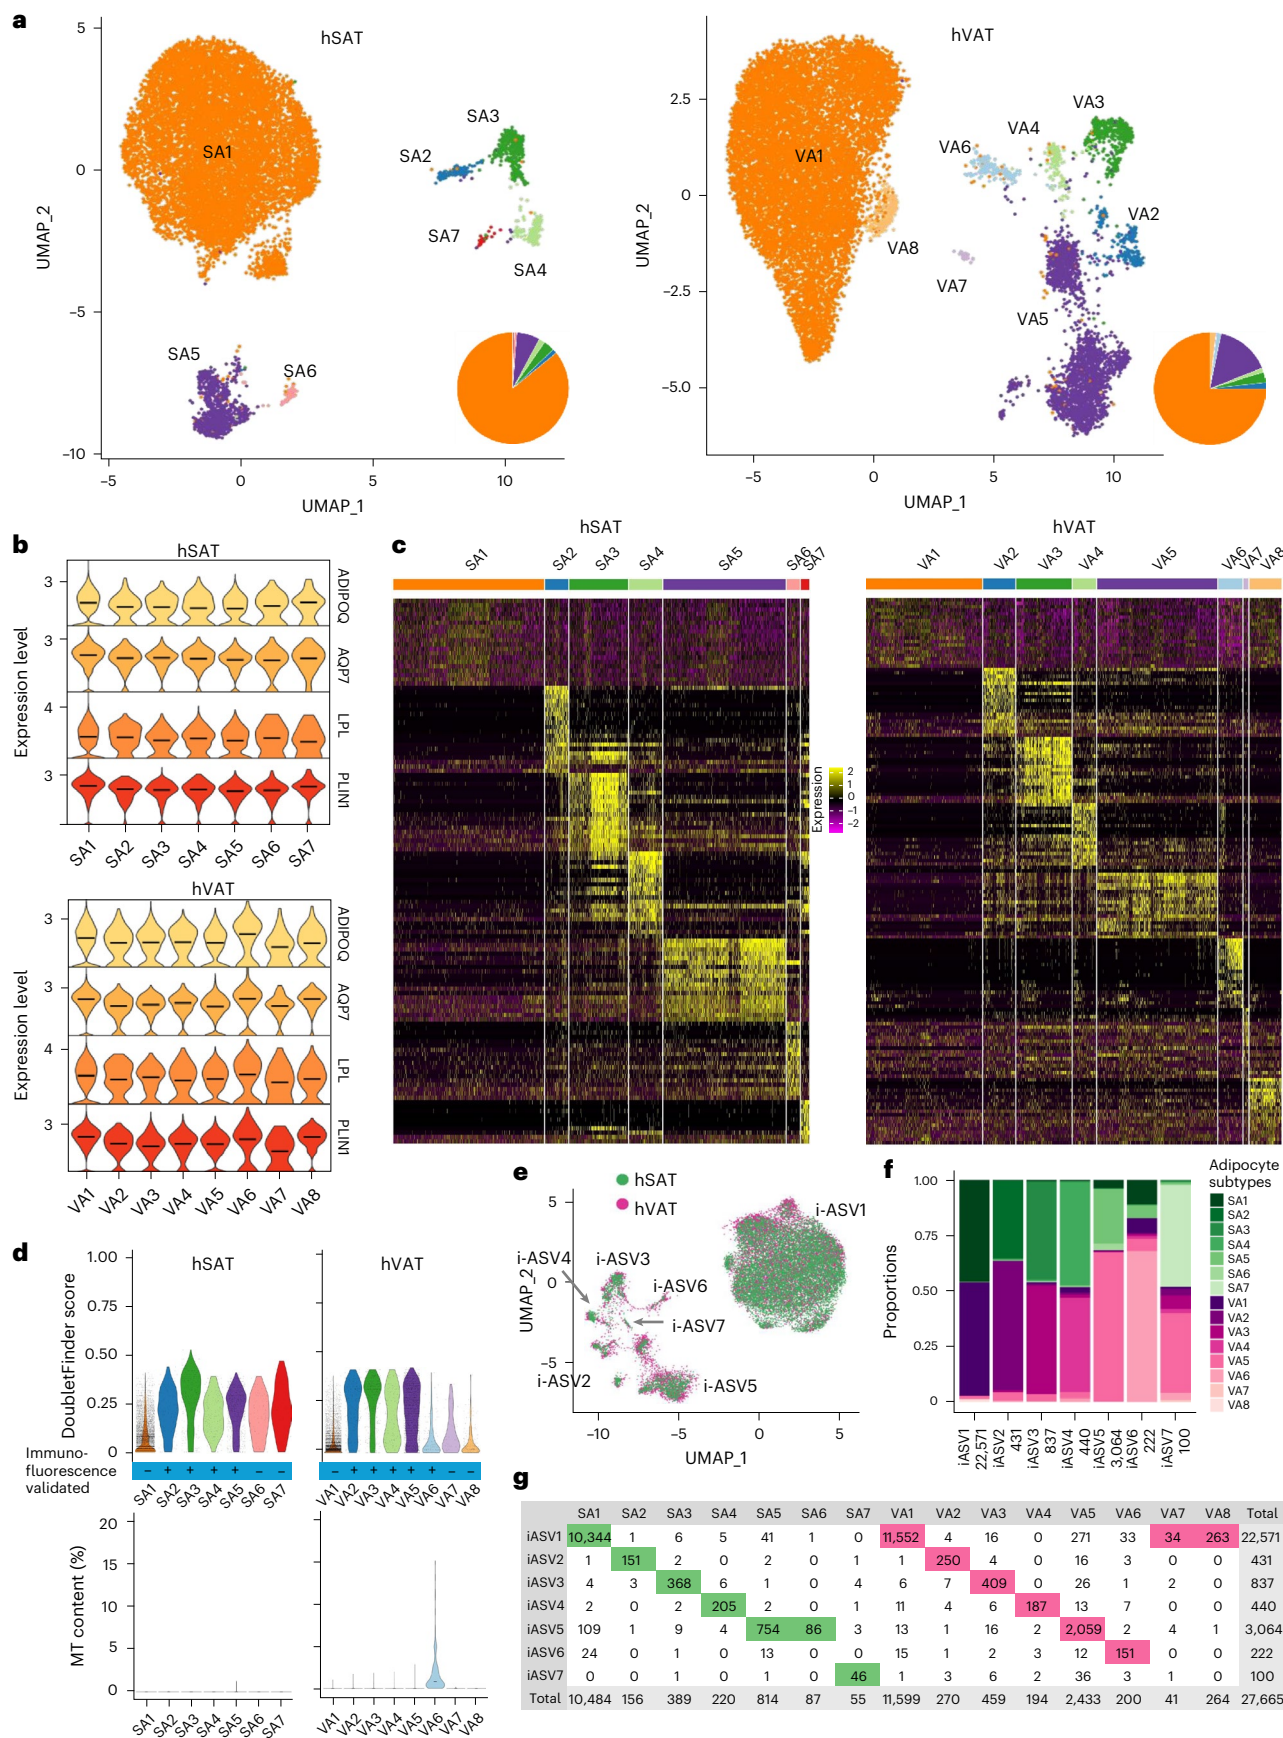 a
hSAT
5
0
−5
−10
UMAP_2
−5
0
5
10
UMAP_1
SA1
SA2
SA3
SA4
SA5
SA6
SA7
hVAT
2.5
0
−2.5
−5.0
UMAP_2
−5
0
5
10
UMAP_1
VA1
VA2
VA3
VA4
VA5
VA6
VA7
VA8
b
hSAT
Expression level
3
3
4
3
ADIPOQ
AQP7
LPL
PLIN1
SA1 SA2 SA3 SA4 SA5 SA6 SA7
hVAT
Expression level
3
3
4
3
ADIPOQ
AQP7
LPL
PLIN1
VA1 VA2 VA3 VA4 VA5 VA6 VA7 VA8
c
hSAT
SA1 SA2 SA3 SA4 SA5 SA6 SA7
Expression
2
1
0
−1
−2
hVAT
VA1 VA2 VA3 VA4 VA5 VA6 VA7 VA8
d
hSAT
hVAT
DoubletFinder score
1.00
0.75
0.50
0.25
0
Immuno-
fluorescence
validated
− + + + + − −
− + + + + + − −
SA1 SA2 SA3 SA4 SA5 SA6 SA7
VA1 VA2 VA3 VA4 VA5 VA6 VA7 VA8
MT content (%)
20
15
10
5
0
SA1 SA2 SA3 SA4 SA5 SA6 SA7
VA1 VA2 VA3 VA4 VA5 VA6 VA7 VA8
e
hSAT
hVAT
UMAP_2
5
0
−5
−10
−5
0
5
UMAP_1
i-ASV1
i-ASV4
i-ASV3
i-ASV6
i-ASV7
i-ASV2
i-ASV5
f
Proportions
1.00
0.75
0.50
0.25
0
iASV1 22,571
iASV2 431
iASV3 837
iASV4 440
iASV5 3,064
iASV6 222
iASV7 100
Adipocyte
subtypes
SA1
SA2
SA3
SA4
SA5
SA6
SA7
VA1
VA2
VA3
VA4
VA5
VA6
VA7
VA8
g
SA1 SA2 SA3 SA4 SA5 SA6 SA7 VA1 VA2 VA3 VA4 VA5 VA6 VA7 VA8 Total
iASV1 10,344 1 6 5 41 1 0 11,552 4 16 0 271 33 34 263 22,571
iASV2 1 151 2 0 2 0 1 1 250 4 0 16 3 0 0 431
iASV3 4 3 368 6 1 0 4 6 7 409 0 26 1 2 0 837
iASV4 2 0 2 205 2 0 1 11 4 6 187 13 7 0 0 440
iASV5 109 1 9 4 754 86 3 13 1 16 2 2,059 2 4 1 3,064
iASV6 24 0 1 0 13 0 0 15 1 2 3 12 151 0 0 222
iASV7 0 0 1 0 1 0 46 1 3 6 2 36 3 1 0 100
Total 10,484 156 389 220 814 87 55 11,599 270 459 194 2,433 200 41 264 27,665